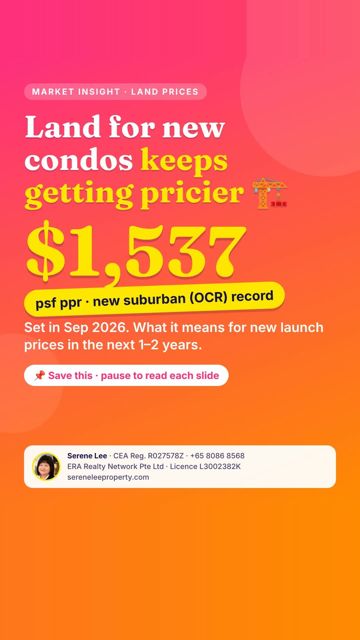 MARKET INSIGHT · LAND PRICES
Land for new
condos keeps
getting pricier
$1,537
psf ppr · new suburban (OCR) record
Set in Sep 2026. What it means for new launch
prices in the next 1–2 years.
📌 Save this · pause to read each slide
Serene Lee · CEA Reg. R027578Z · +65 8086 8568
ERA Realty Network Pte Ltd · Licence L3002382K
sereneleeproperty.com